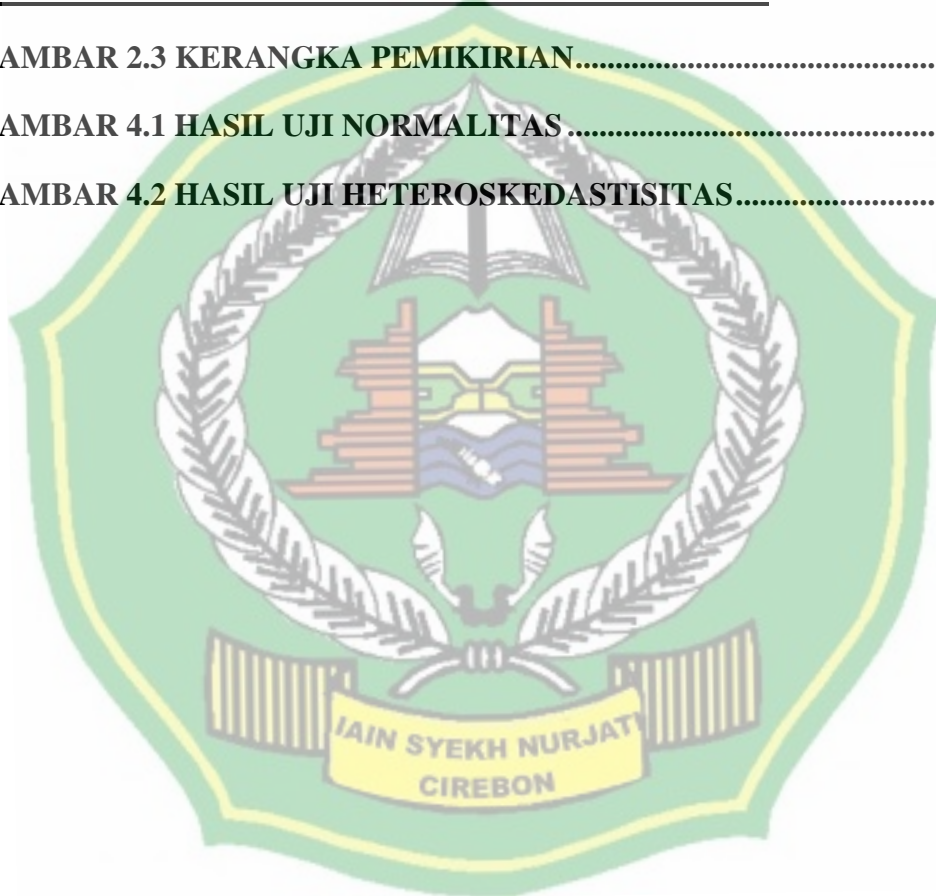 AMBAR 2.3 KERANGKA PEMIKIRIAN
AMBAR 4.1 HASIL UJI NORMALITAS
AMBAR 4.2 HASIL UJI HETEROSKEDASTISITAS
IAIN SYEKH NURJATI
CIREBON